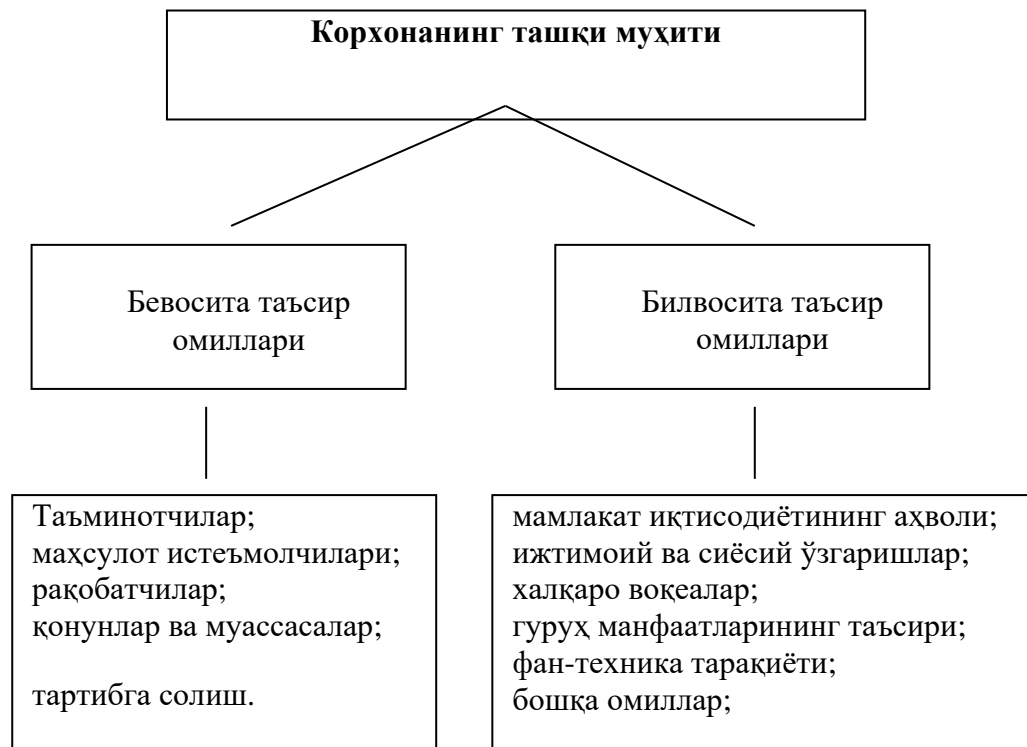 Корхонанинг ташқи муҳити
Бевосита таъсир
омиллари
Билвосита таъсир
омиллари
Таъминотчилар;
маҳсулот истеъмолчилари;
рақобатчилар;
қонунлар ва муассасалар;
тартибга солиш.
мамлакат иқтисодиётининг аҳволи;
ижтимоий ва сиёсий ўзгаришлар;
халқаро воқеалар;
гуруҳ манфаатларининг таъсири;
фан-техника тарақиёти;
бошқа омиллар;